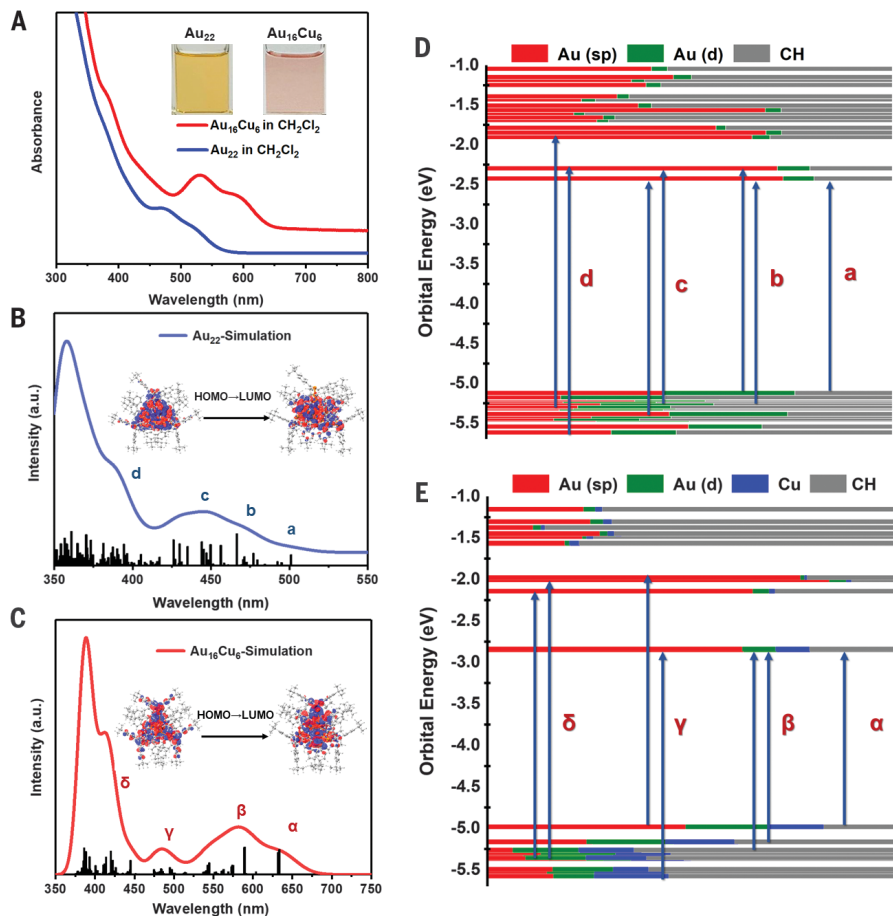 A
Au₂₂
Au₁₆Cu₆
Au₁₆Cu₆ in CH₂Cl₂
Au₂₂ in CH₂Cl₂
Absorbance
300 400 500 600 700 800
Wavelength (nm)
B
Au₂₂-Simulation
HOMO→LUMO
Intensity (a.u.)
d
c
b
a
350 400 450 500 550
Wavelength (nm)
C
Au₁₆Cu₆-Simulation
HOMO→LUMO
Intensity (a.u.)
δ
γ
β
α
350 400 450 500 550 600 650 700 750
Wavelength (nm)
D
Au (sp) Au (d) CH
Orbital Energy (eV)
-1.0
-1.5
-2.0
-2.5
-3.0
-3.5
-4.0
-4.5
-5.0
-5.5
d
c
b
a
E
Au (sp) Au (d) Cu CH
Orbital Energy (eV)
-1.0
-1.5
-2.0
-2.5
-3.0
-3.5
-4.0
-4.5
-5.0
-5.5
δ
γ
β
α